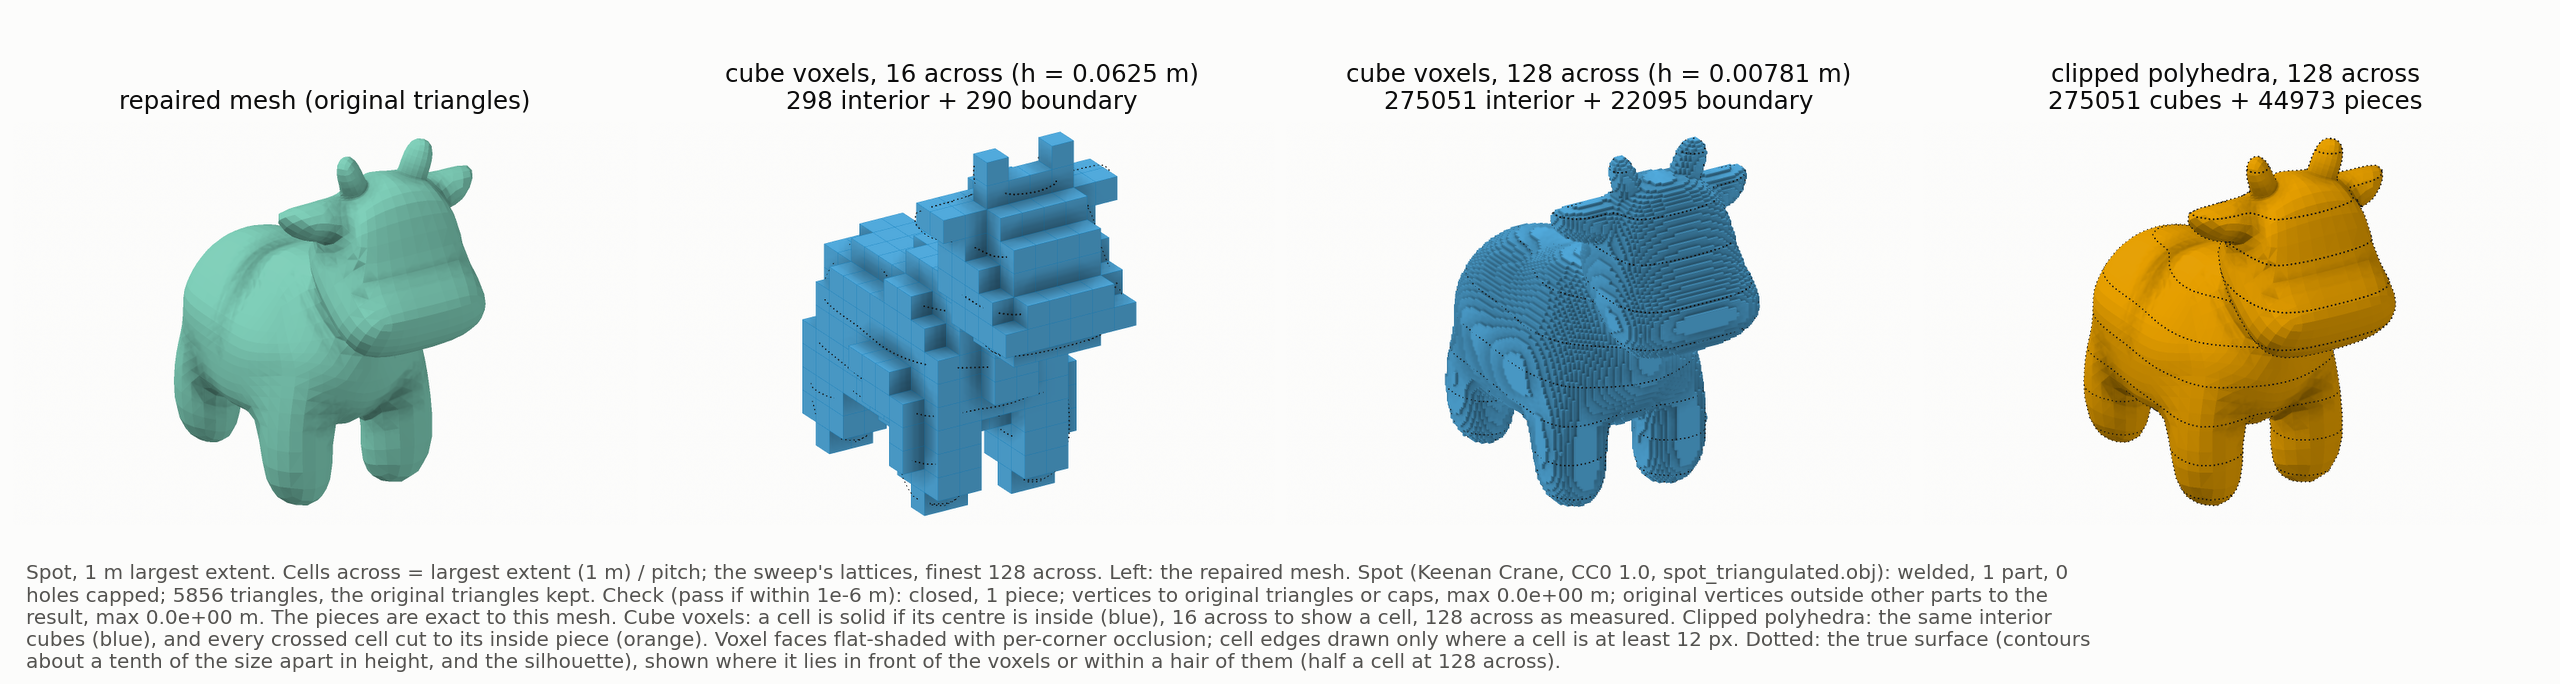 repaired mesh (original triangles)
cube voxels, 16 across (h = 0.0625 m)
298 interior + 290 boundary
cube voxels, 128 across (h = 0.00781 m)
275051 interior + 22095 boundary
clipped polyhedra, 128 across
275051 cubes + 44973 pieces
Spot, 1 m largest extent. Cells across = largest extent (1 m) / pitch; the sweep's lattices, finest 128 across. Left: the repaired mesh. Spot (Keenan Crane, CC0 1.0, spot_triangulated.obj): welded, 1 part, 0
holes capped; 5856 triangles, the original triangles kept. Check (pass if within 1e-6 m): closed, 1 piece; vertices to original triangles or caps, max 0.0e+00 m; original vertices outside other parts to the
result, max 0.0e+00 m. The pieces are exact to this mesh. Cube voxels: a cell is solid if its centre is inside (blue), 16 across to show a cell, 128 across as measured. Clipped polyhedra: the same interior
cubes (blue), and every crossed cell cut to its inside piece (orange). Voxel faces flat-shaded with per-corner occlusion; cell edges drawn only where a cell is at least 12 px. Dotted: the true surface (contours
about a tenth of the size apart in height, and the silhouette), shown where it lies in front of the voxels or within a hair of them (half a cell at 128 across).